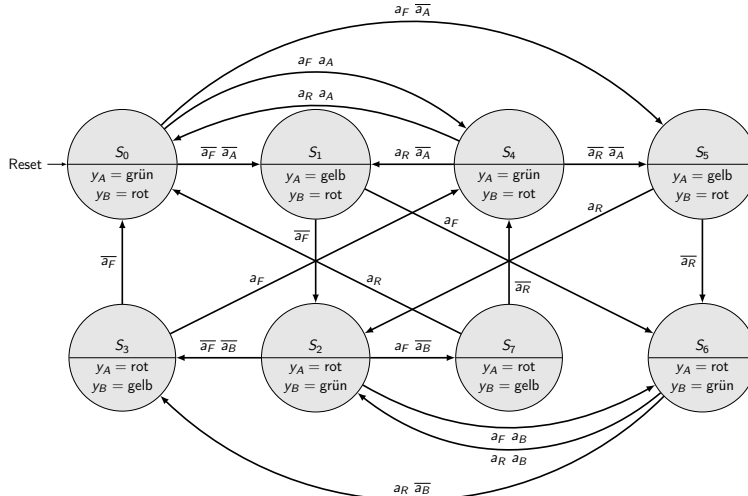 a_F \overline{a_A}
a_F a_A
a_R a_A
Reset
S_0
y_A = grün
y_B = rot
\overline{a_F} \overline{a_A}
S_1
y_A = gelb
y_B = rot
a_R \overline{a_A}
S_4
y_A = grün
y_B = rot
\overline{a_R} \overline{a_A}
S_5
y_A = gelb
y_B = rot
\overline{a_F}
a_F
a_R
\overline{a_F}
a_F
a_R
\overline{a_R}
\overline{a_R}
S_3
y_A = rot
y_B = gelb
\overline{a_F} \overline{a_B}
S_2
y_A = rot
y_B = grün
a_F \overline{a_B}
S_7
y_A = rot
y_B = gelb
S_6
y_A = rot
y_B = grün
a_F a_B
a_R a_B
a_R \overline{a_B}